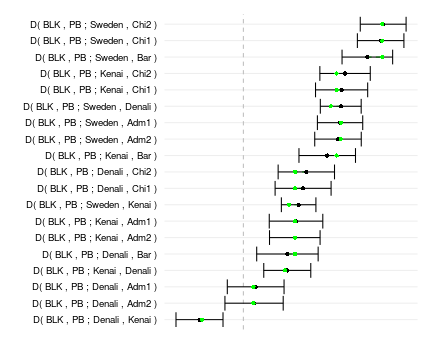 D( BLK , PB ; Sweden , Chi2 )
D( BLK , PB ; Sweden , Chi1 )
D( BLK , PB ; Sweden , Bar )
D( BLK , PB ; Kenai , Chi2 )
D( BLK , PB ; Kenai , Chi1 )
D( BLK , PB ; Sweden , Denali )
D( BLK , PB ; Sweden , Adm1 )
D( BLK , PB ; Sweden , Adm2 )
D( BLK , PB ; Kenai , Bar )
D( BLK , PB ; Denali , Chi2 )
D( BLK , PB ; Denali , Chi1 )
D( BLK , PB ; Sweden , Kenai )
D( BLK , PB ; Kenai , Adm1 )
D( BLK , PB ; Kenai , Adm2 )
D( BLK , PB ; Denali , Bar )
D( BLK , PB ; Kenai , Denali )
D( BLK , PB ; Denali , Adm1 )
D( BLK , PB ; Denali , Adm2 )
D( BLK , PB ; Denali , Kenai )